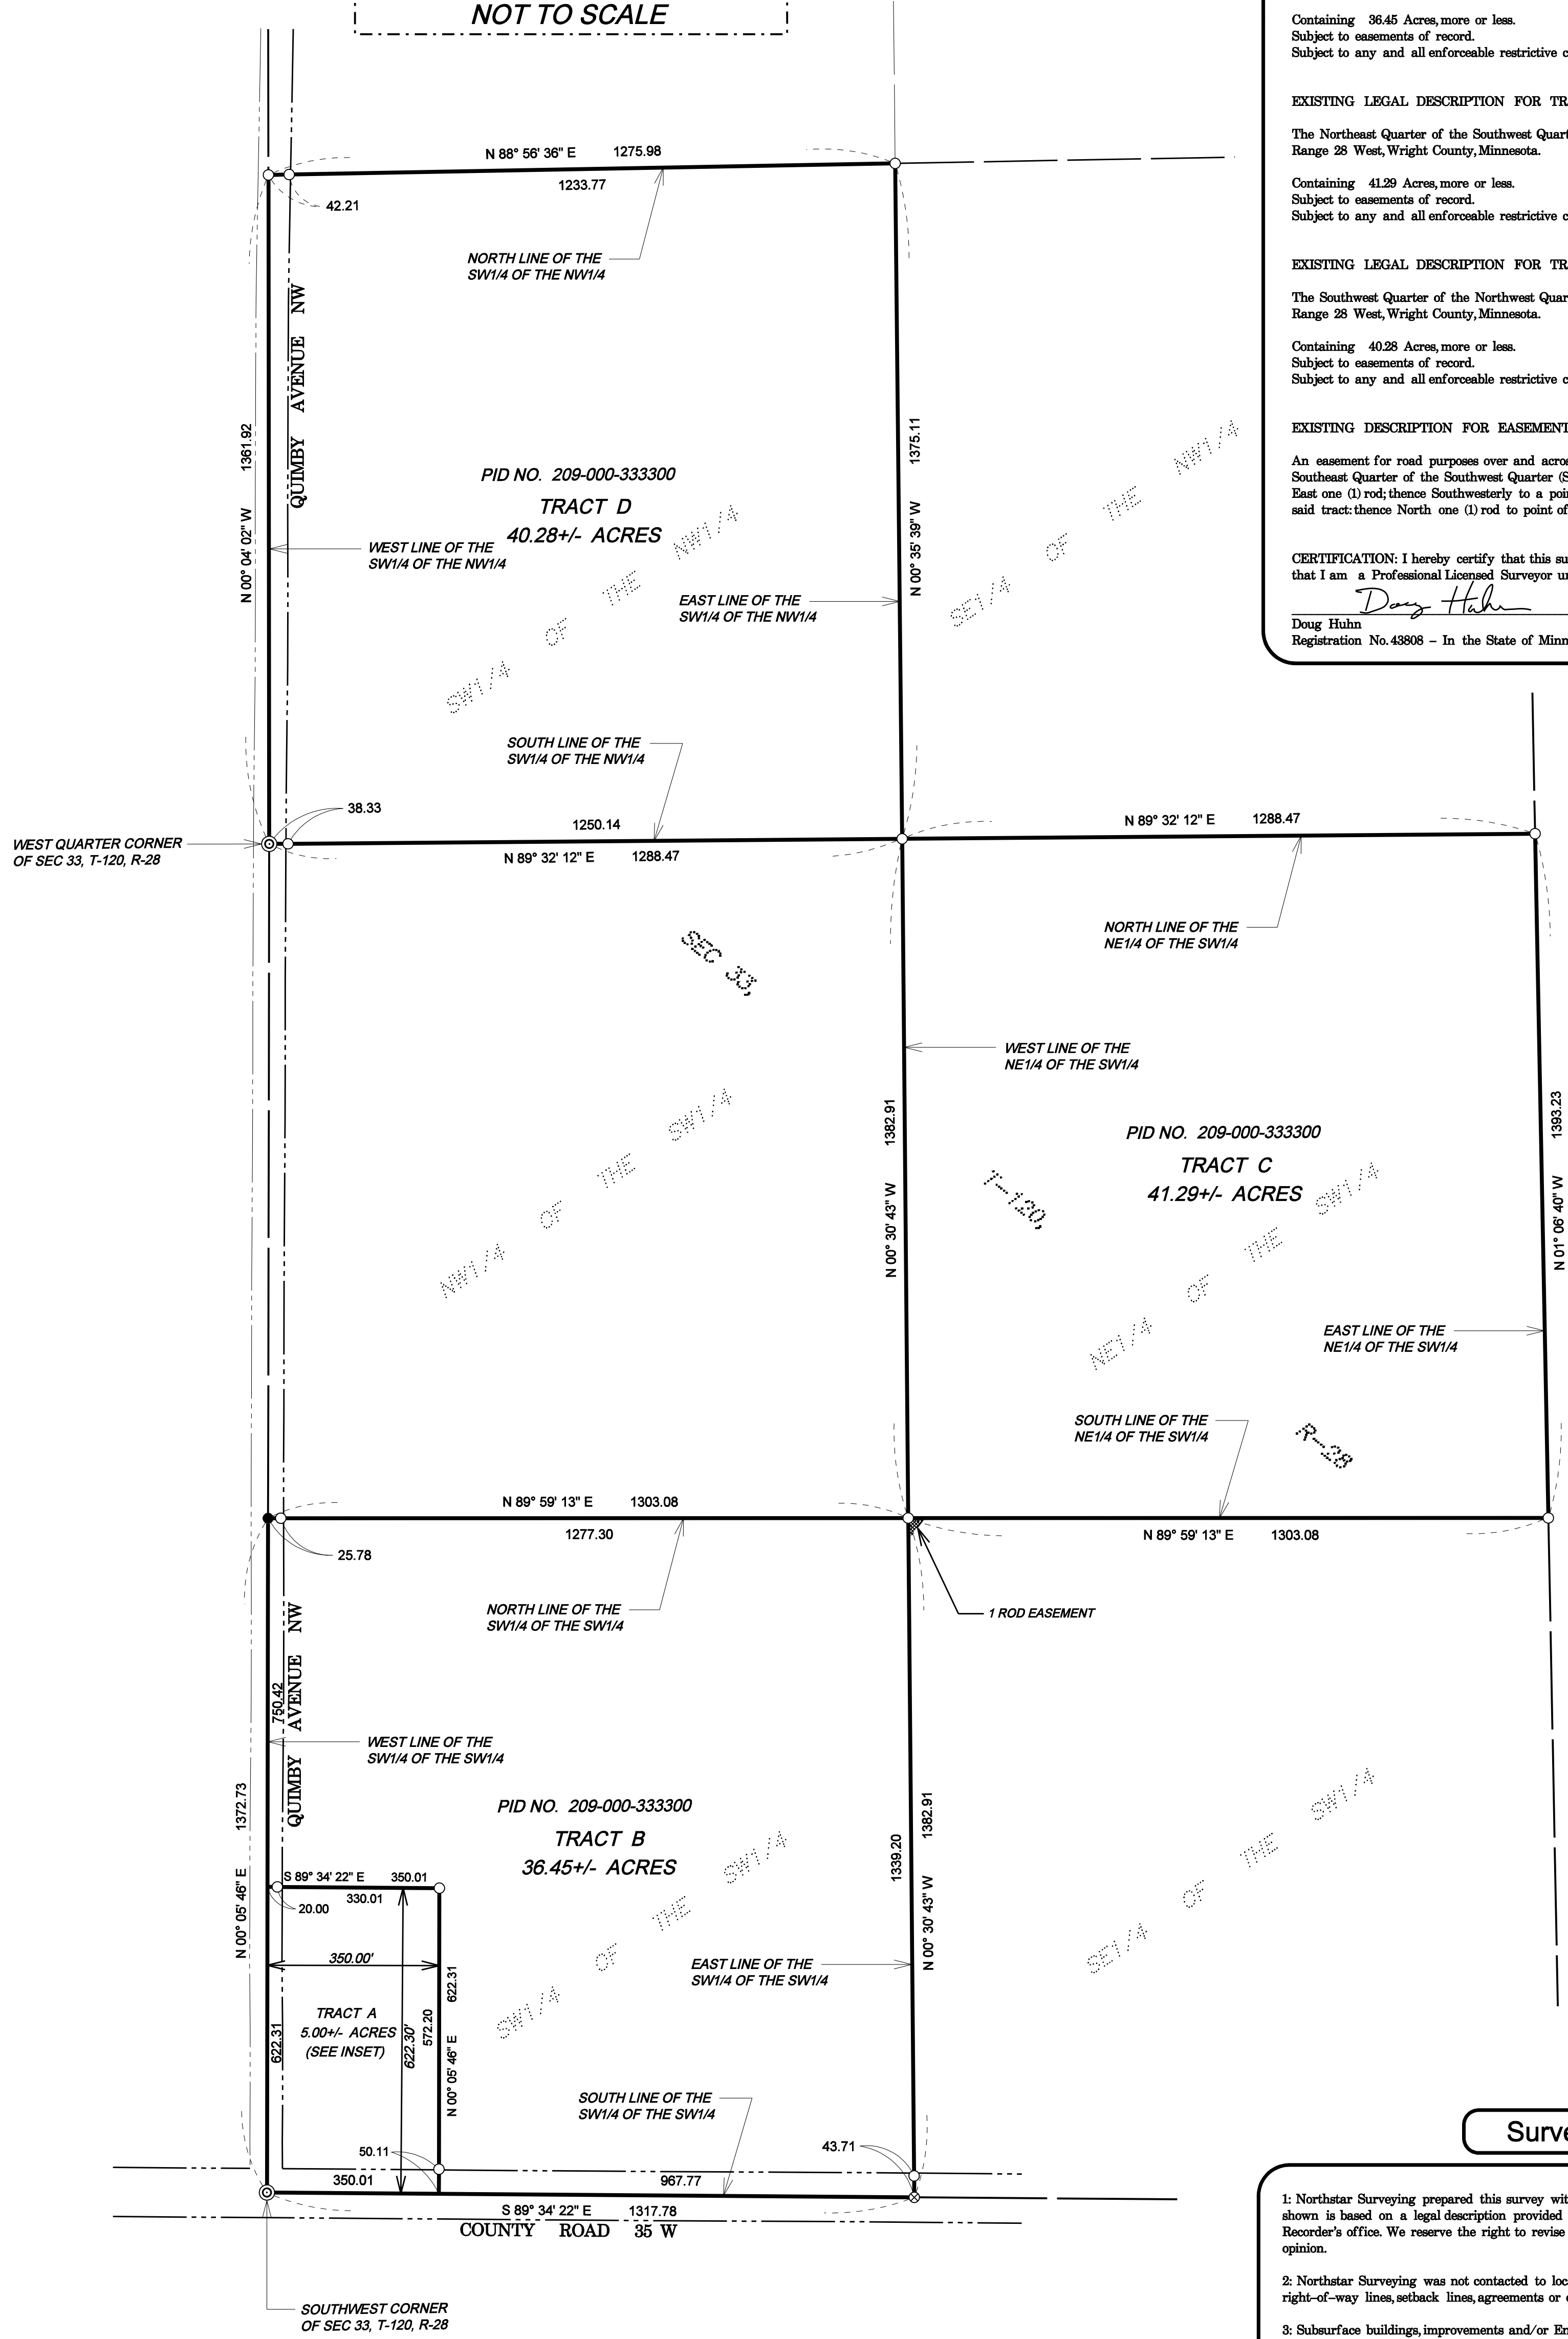 NOT TO SCALE
Containing 36.45 Acres, more or less.
Subject to easements of record.
Subject to any and all enforceable restrictive
EXISTING LEGAL DESCRIPTION FOR
The Northeast Quarter of the Southwest
Range 28 West, Wright County, Minnesota.
Containing 41.29 Acres, more or less.
Subject to easements of record.
Subject to any and all enforceable restrictive
EXISTING LEGAL DESCRIPTION FOR
The Southwest Quarter of the Northwest
Range 28 West, Wright County, Minnesota.
Containing 40.28 Acres, more or less.
Subject to easements of record.
Subject to any and all enforceable restrictive
EXISTING DESCRIPTION FOR EASEMENT
An easement for road purposes over and
Southeast Quarter of the Southwest Quarter
East one (1) rod; thence Southwesterly to a
said tract: thence North one (1) rod to point of
CERTIFICATION: I hereby certify that this
that I am a Professional Licensed Surveyor
Doug Huhn
Doug Huhn
Registration No. 43808 – In the State of
N 88° 56' 36" E 1275.98
1233.77
42.21
NORTH LINE OF THE
SW1/4 OF THE NW1/4
QUIMBY AVENUE NW
N 00° 04' 02" W 1361.92
N 00° 35' 39" W 1375.11
PID NO. 209-000-333300
TRACT D
40.28+/- ACRES
WEST LINE OF THE
SW1/4 OF THE NW1/4
EAST LINE OF THE
SW1/4 OF THE NW1/4
SW1/4 OF THE NW1/4
SE1/4 OF THE NW1/4
SOUTH LINE OF THE
SW1/4 OF THE NW1/4
38.33
1250.14
N 89° 32' 12" E 1288.47
N 89° 32' 12" E 1288.47
WEST QUARTER CORNER
OF SEC 33, T-120, R-28
NORTH LINE OF THE
NE1/4 OF THE SW1/4
SEC 33,
T-120,
R-28
WEST LINE OF THE
NE1/4 OF THE SW1/4
N 00° 30' 43" W 1382.91
NW1/4 OF THE SW1/4
PID NO. 209-000-333300
TRACT C
41.29+/- ACRES
NE1/4 OF THE SW1/4
N 01° 06' 40" W 1393.23
EAST LINE OF THE
NE1/4 OF THE SW1/4
SOUTH LINE OF THE
NE1/4 OF THE SW1/4
N 89° 59' 13" E 1303.08
1277.30
25.78
N 89° 59' 13" E 1303.08
1 ROD EASEMENT
NORTH LINE OF THE
SW1/4 OF THE SW1/4
QUIMBY AVENUE NW
750.42
WEST LINE OF THE
SW1/4 OF THE SW1/4
N 00° 05' 46" E 1372.73
PID NO. 209-000-333300
TRACT B
36.45+/- ACRES
SW1/4 OF THE SW1/4
SE1/4 OF THE SW1/4
1339.20
N 00° 30' 43" W 1382.91
S 89° 34' 22" E 350.01
330.01
20.00
350.00'
EAST LINE OF THE
SW1/4 OF THE SW1/4
TRACT A
5.00+/- ACRES
(SEE INSET)
622.31
622.30'
572.20
N 00° 05' 46" E 622.31
SOUTH LINE OF THE
SW1/4 OF THE SW1/4
50.11
43.71
350.01
967.77
S 89° 34' 22" E 1317.78
COUNTY ROAD 35 W
SOUTHWEST CORNER
OF SEC 33, T-120, R-28
1: Northstar Surveying prepared this survey
shown is based on a legal description provided
Recorder's office. We reserve the right to revise
opinion.
2: Northstar Surveying was not contacted to
right–of–way lines, setback lines, agreements or
3: Subsurface buildings, improvements and/or